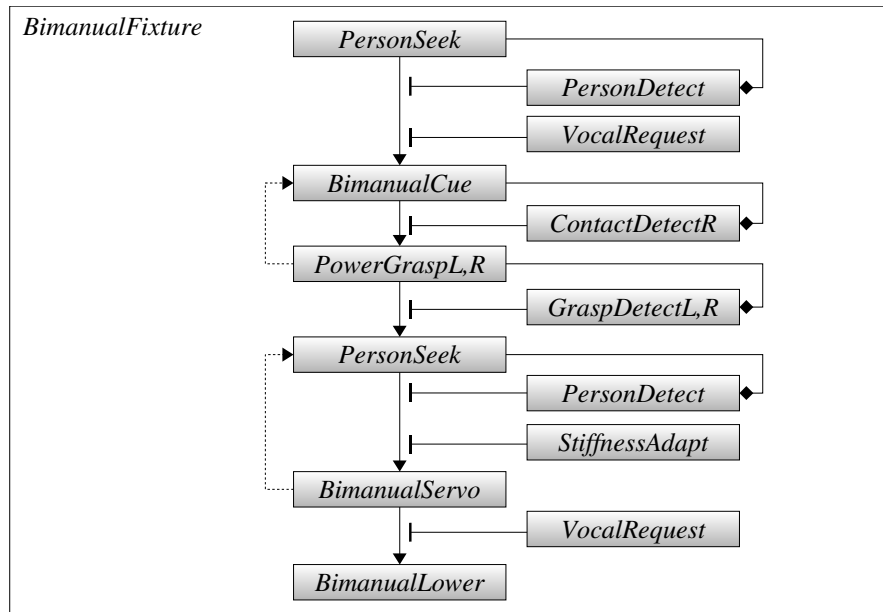 BimanualFixture
PersonSeek
PersonDetect
VocalRequest
BimanualCue
ContactDetectR
PowerGraspL,R
GraspDetectL,R
PersonSeek
PersonDetect
StiffnessAdapt
BimanualServo
VocalRequest
BimanualLower